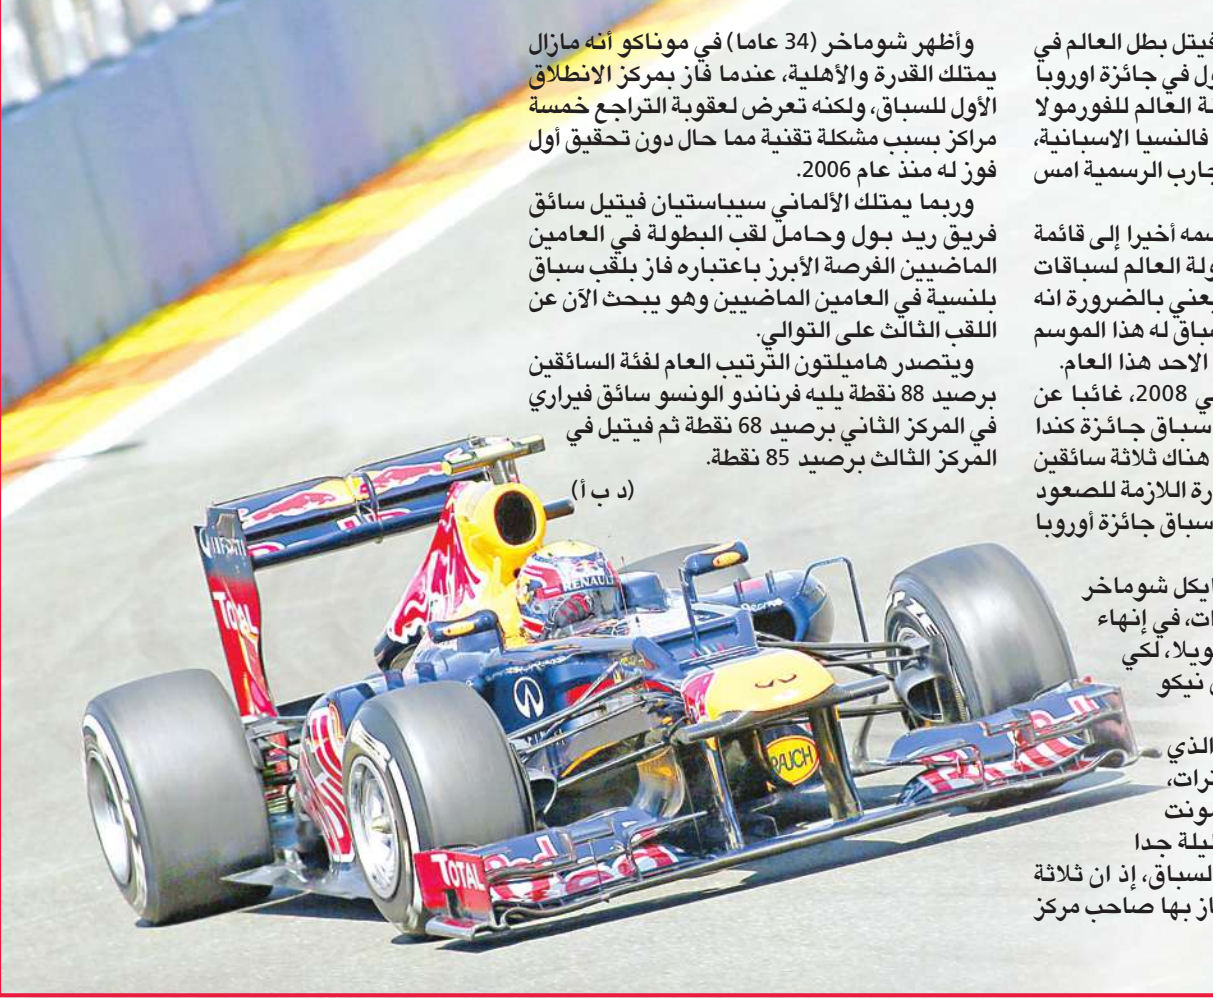 فيتل بطل العالم في
ول في جائزة اوروبا
لة العالم للفورمولا
فالنسيا الاسبانية،
جارب الرسمية امس
سمه أخيرا إلى قائمة
ولة العالم لسباقات
يعني بالضرورة انه
سباق له هذا الموسم
الاحد هذا العام.
ي 2008، غائبا عن
سباق جائزة كندا
هناك ثلاثة سائقين
رة اللازمة للصعود
سباق جائزة أوروبا
ايكل شوماخر
ات، في إنهاء
ويلا، لكي
نيكو
الذي
ترات،
ونت
ليلة جدا
لسباق، إذ ان ثلاثة
از بها صاحب مركز
وأظهر شوماخر (34 عاما) في موناكو أنه مازال
يمتلك القدرة والأهلية، عندما فاز بمركز الانطلاق
الأول للسباق، ولكنه تعرض لعقوبة التراجع خمسة
مراكز بسبب مشكلة تقنية مما حال دون تحقيق أول
فوز له منذ عام 2006.
وربما يمتلك الألماني سيباستيان فيتيل سائق
فريق ريد بول وحامل لقب البطولة في العامين
الماضيين الفرصة الأبرز باعتباره فاز بلقب سباق
بلنسية في العامين الماضيين وهو يبحث الآن عن
اللقب الثالث على التوالي.
ويتصدر هاميلتون الترتيب العام لفئة السائقين
برصيد 88 نقطة يليه فرناندو الونسو سائق فيراري
في المركز الثاني برصيد 68 نقطة ثم فيتيل في
المركز الثالث برصيد 85 نقطة.
(د ب أ)
TOTAL
RENAULT
RAUCH
TOTAL